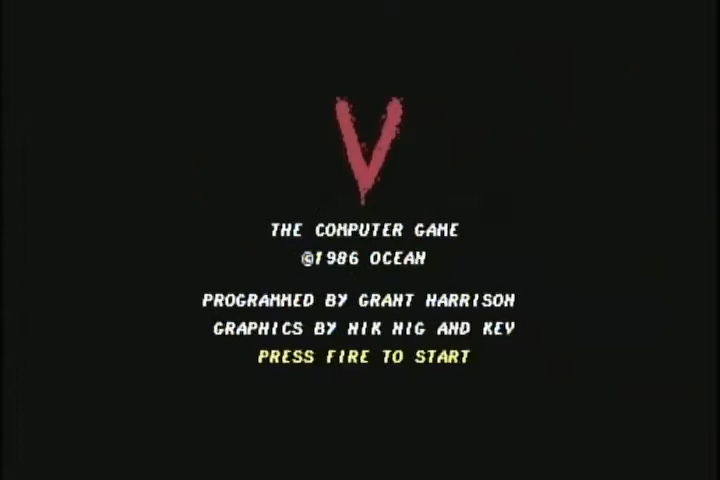 V
THE COMPUTER GAME
©1986 OCEAN
PROGRAMMED BY GRANT HARRISON
GRAPHICS BY NIK NIG AND KEV
PRESS FIRE TO START